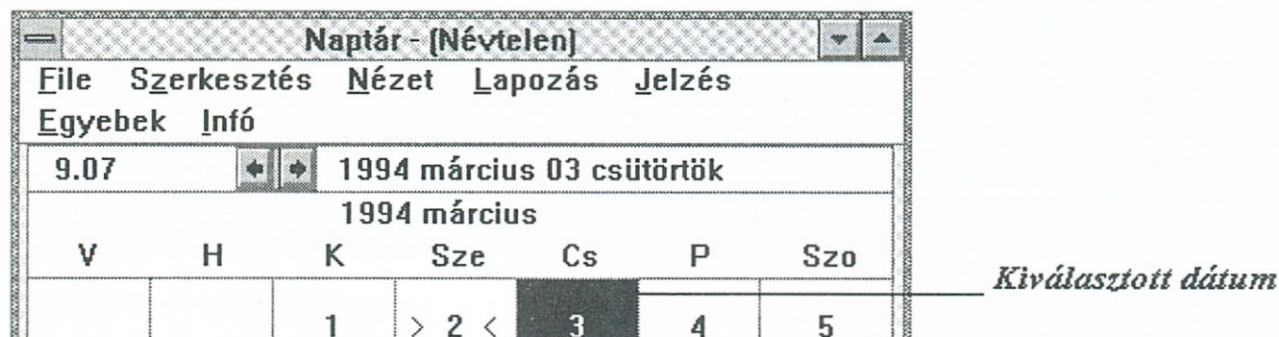 Naptár - (Névtelen)
File Szerkesztés Nézet Lapozás Jelzés
Egyebek Infó
9.07 1994 március 03 csütörtök
1994 március
V H K Sze Cs P Szo
Kiválasztott dátum
1 > 2 < 3 4 5